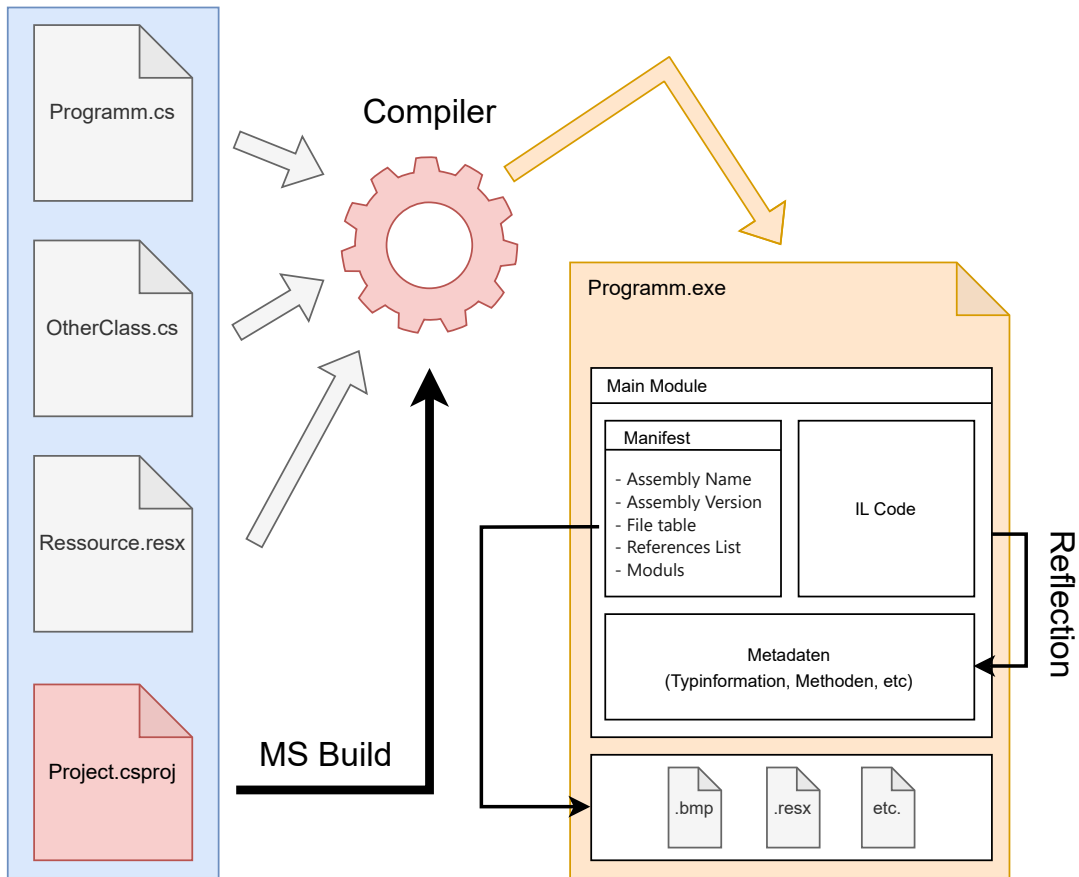 Programm.cs
OtherClass.cs
Ressource.resx
Project.csproj
MS Build
Compiler
Programm.exe
Main Module
Manifest
- Assembly Name
- Assembly Version
- File table
- References List
- Moduls
IL Code
Metadaten
(Typinformation, Methoden, etc)
Reflection
.bmp
.resx
etc.